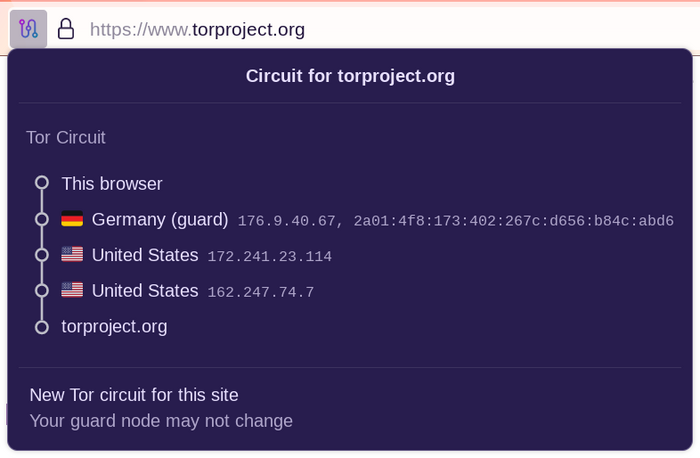 https://www.torproject.org
Circuit for torproject.org
Tor Circuit
This browser
Germany (guard) 176.9.40.67, 2a01:4f8:173:402:267c:d656:b84c:abd6
United States 172.241.23.114
United States 162.247.74.7
torproject.org
New Tor circuit for this site
Your guard node may not change